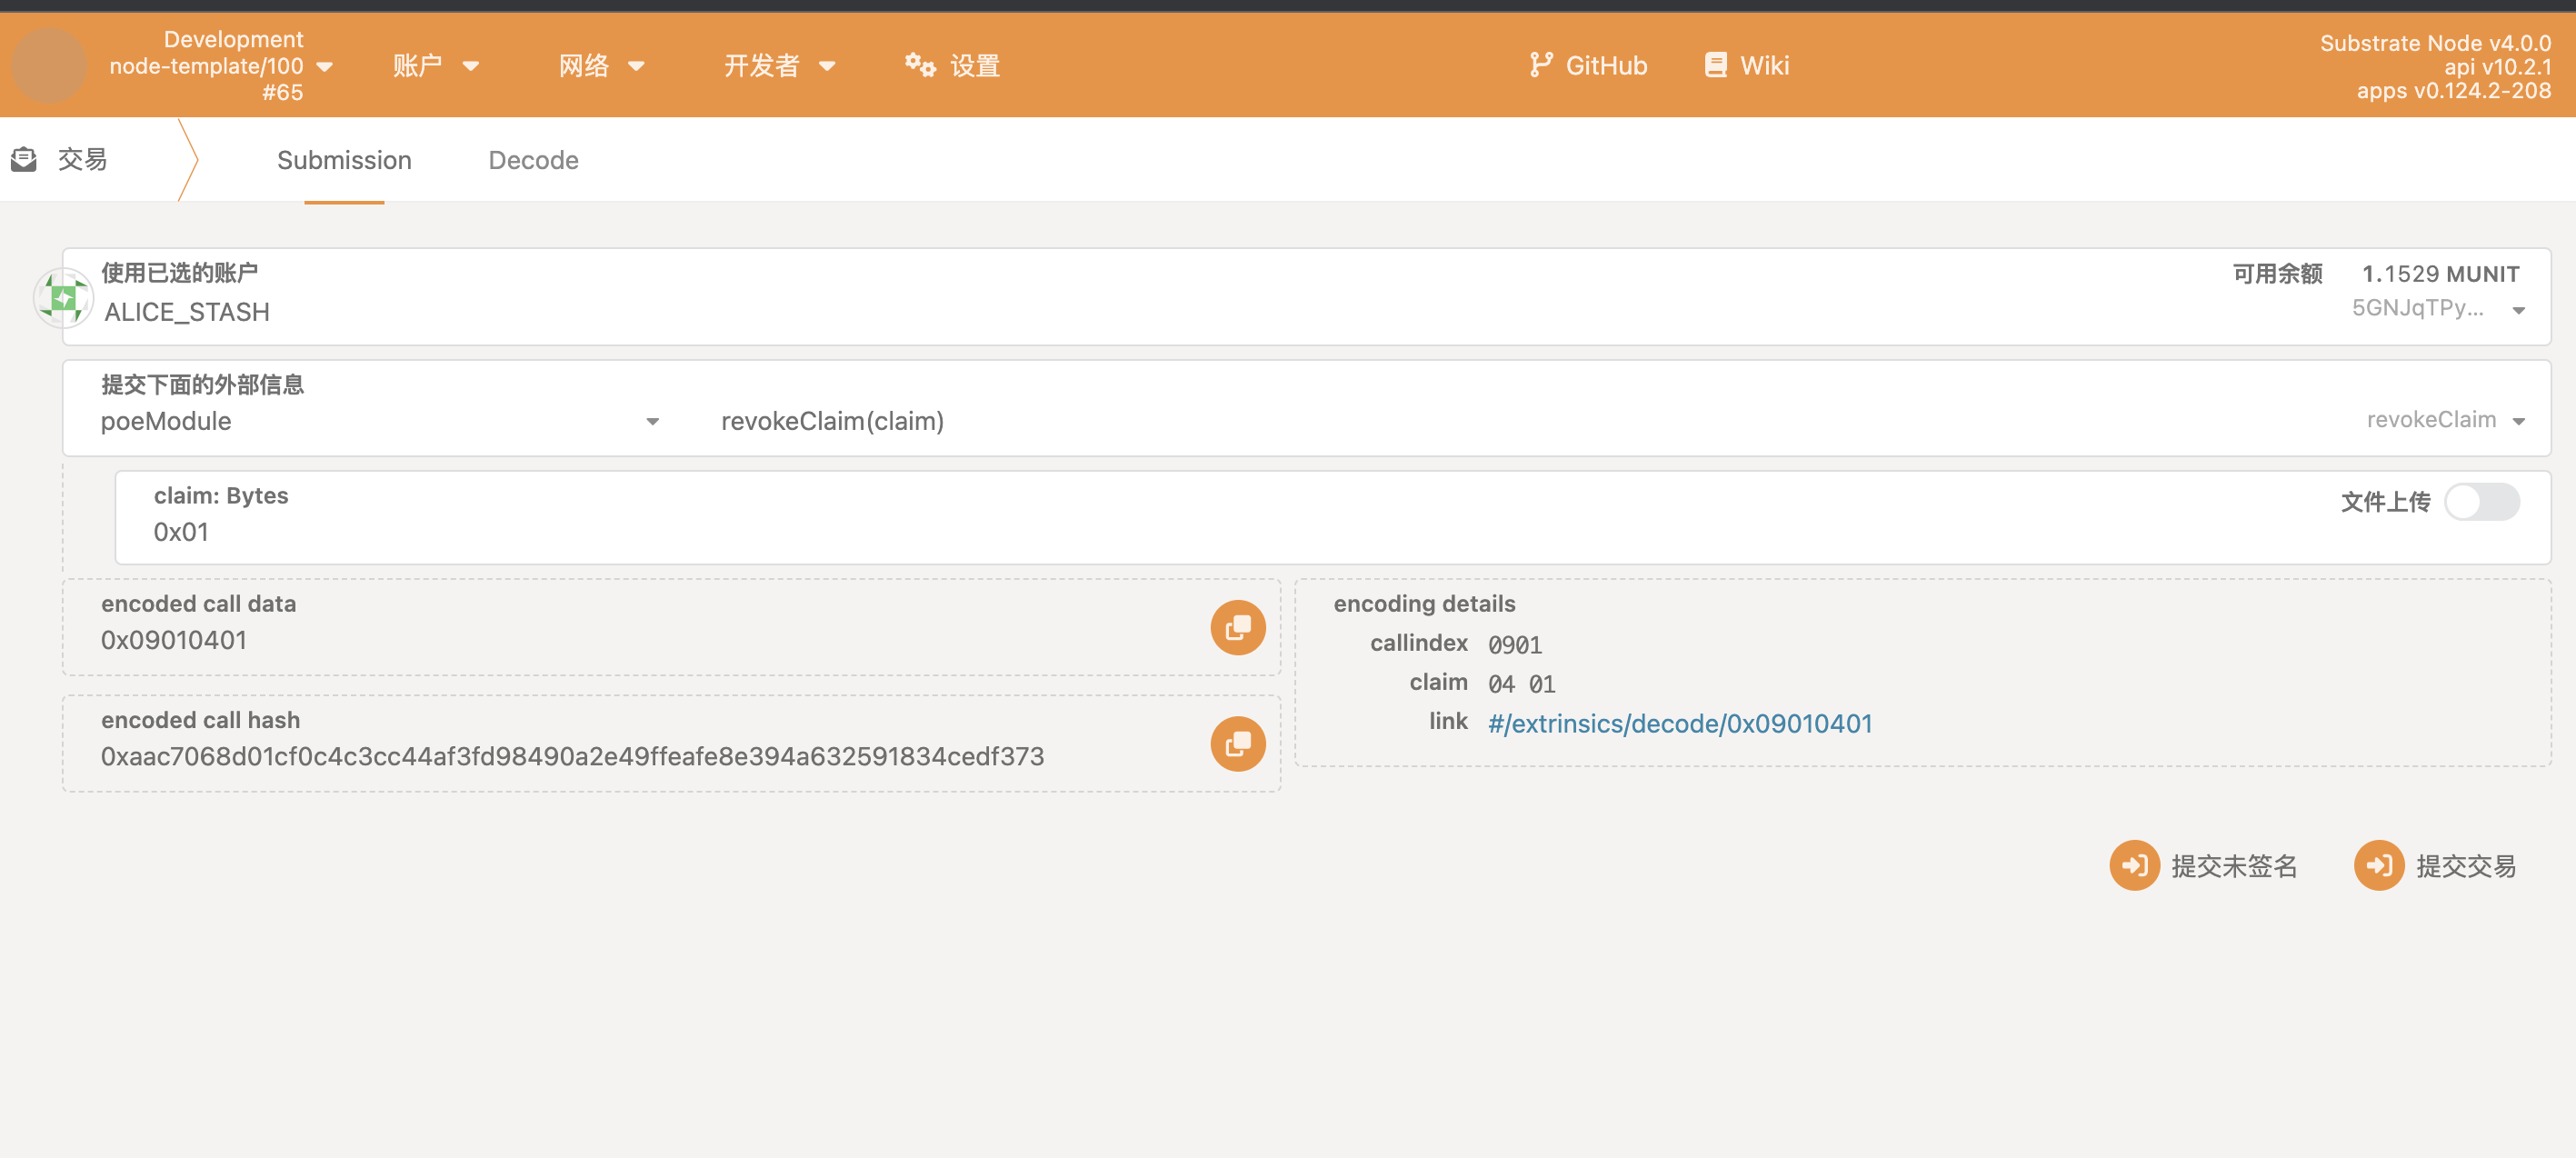 Development
node-template/100
#65
账户
网络
开发者
设置
GitHub
Wiki
Substrate Node v4.0.0
api v10.2.1
apps v0.124.2-208
交易
Submission
Decode
使用已选的账户
ALICE_STASH
可用余额 1.1529 MUNIT
5GNJqTPy...
提交下面的外部信息
poeModule
revokeClaim(claim)
revokeClaim
claim: Bytes
0x01
文件上传
encoded call data
0x09010401
encoded call hash
0xaac7068d01cf0c4c3cc44af3fd98490a2e49ffeafe8e394a632591834cedf373
encoding details
callindex 0901
claim 04 01
link #/extrinsics/decode/0x09010401
提交未签名
提交交易